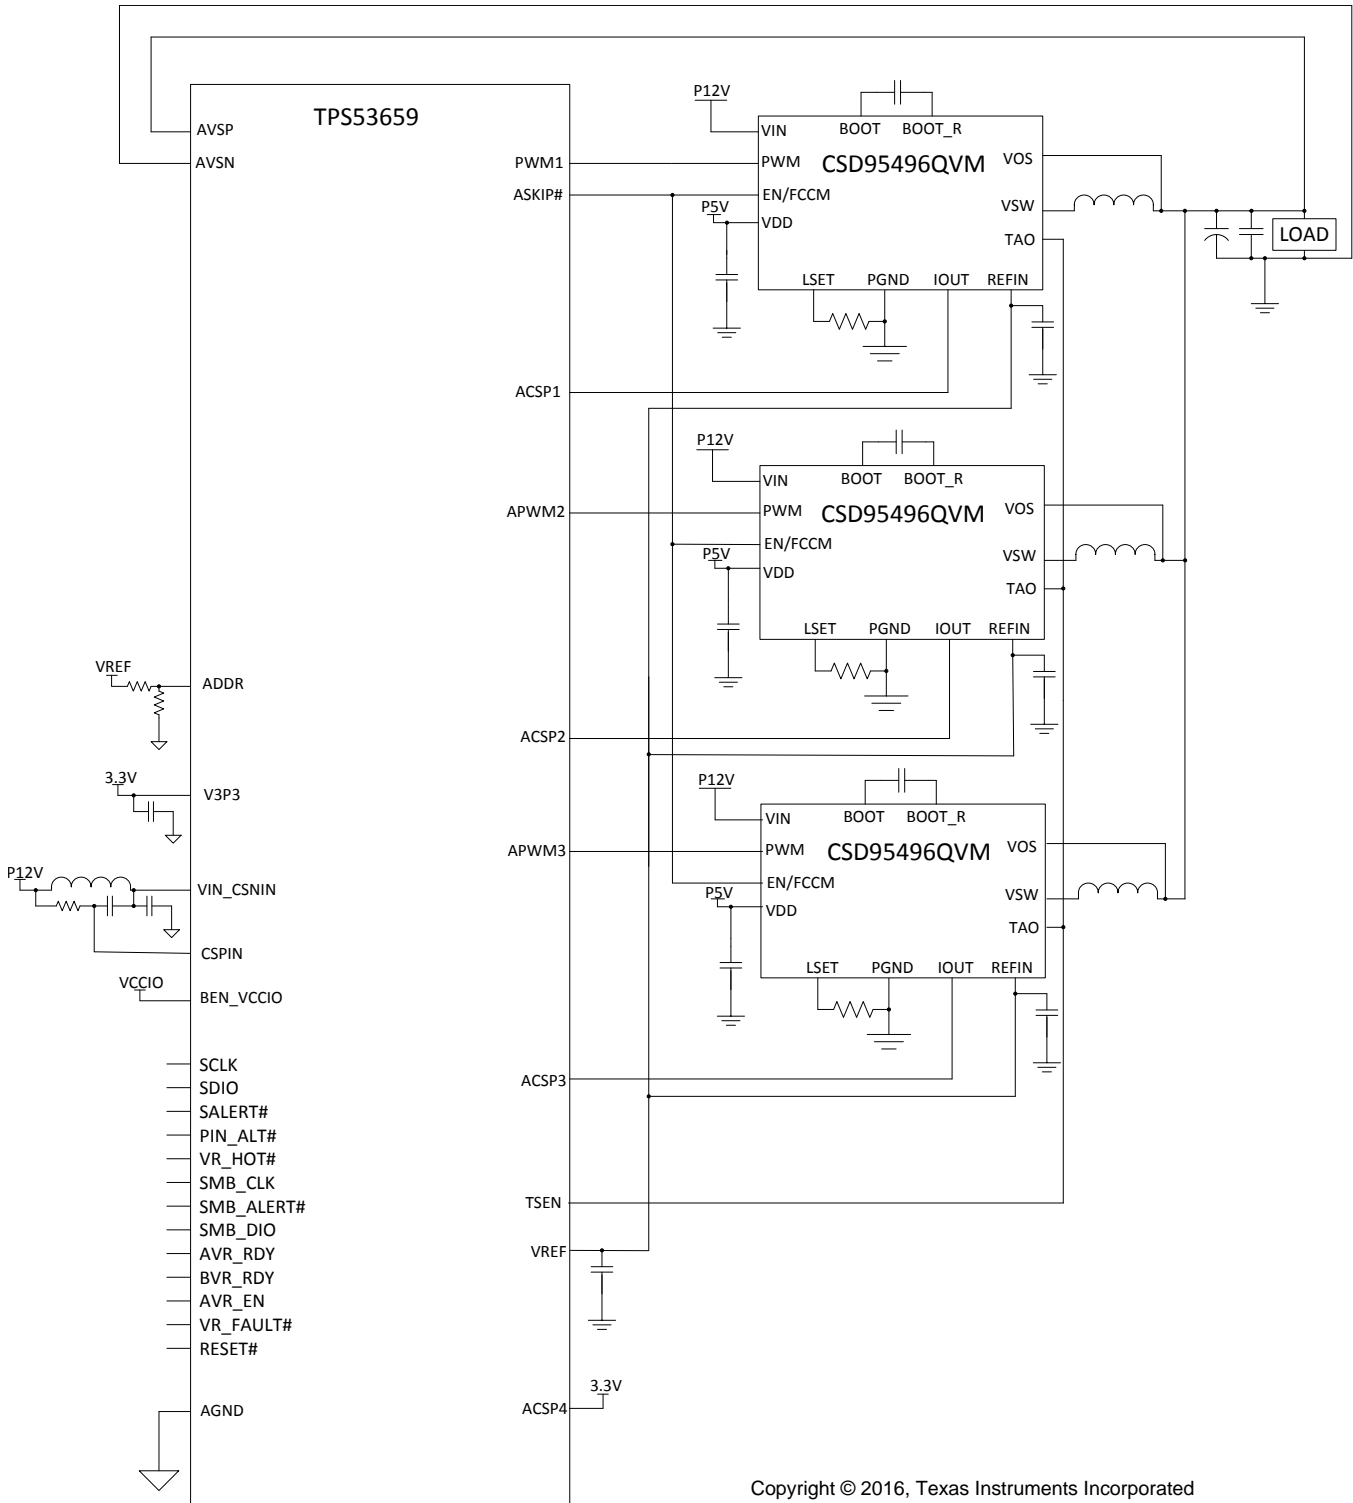 TPS53659
AVSP
AVSN
ADDR
VREF
V3P3
3.3V
P12V
VIN_CSNIN
CSPIN
VCCIO
BEN_VCCIO
SCLK
SDIO
SALERT#
PIN_ALT#
VR_HOT#
SMB_CLK
SMB_ALERT#
SMB_DIO
AVR_RDY
BVR_RDY
AVR_EN
VR_FAULT#
RESET#
AGND
PWM1
ASKIP#
ACSP1
APWM2
ACSP2
APWM3
ACSP3
TSEN
VREF
ACSP4
3.3V
P12V
VIN
BOOT
BOOT_R
PWM
CSD95496QVM
VOS
EN/FCCM
P5V
VDD
VSW
TAO
LSET
PGND
IOUT
REFIN
LOAD
P12V
VIN
BOOT
BOOT_R
PWM
CSD95496QVM
VOS
EN/FCCM
P5V
VDD
VSW
TAO
LSET
PGND
IOUT
REFIN
P12V
VIN
BOOT
BOOT_R
PWM
CSD95496QVM
VOS
EN/FCCM
P5V
VDD
VSW
TAO
LSET
PGND
IOUT
REFIN
Copyright © 2016, Texas Instruments Incorporated